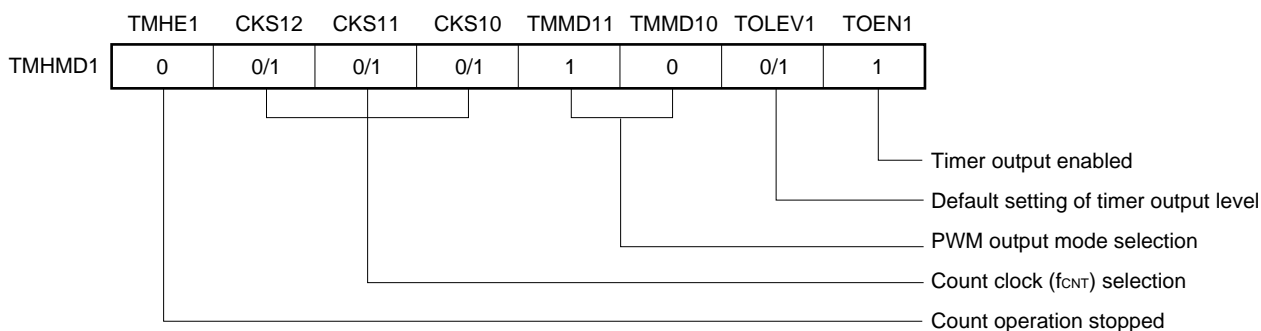 TMHE1 CKS12 CKS11 CKS10 TMMD11 TMMD10 TOLEV1 TOEN1
TMHMD1 0 0/1 0/1 0/1 1 0 0/1 1
Timer output enabled
Default setting of timer output level
PWM output mode selection
Count clock (fCNT) selection
Count operation stopped